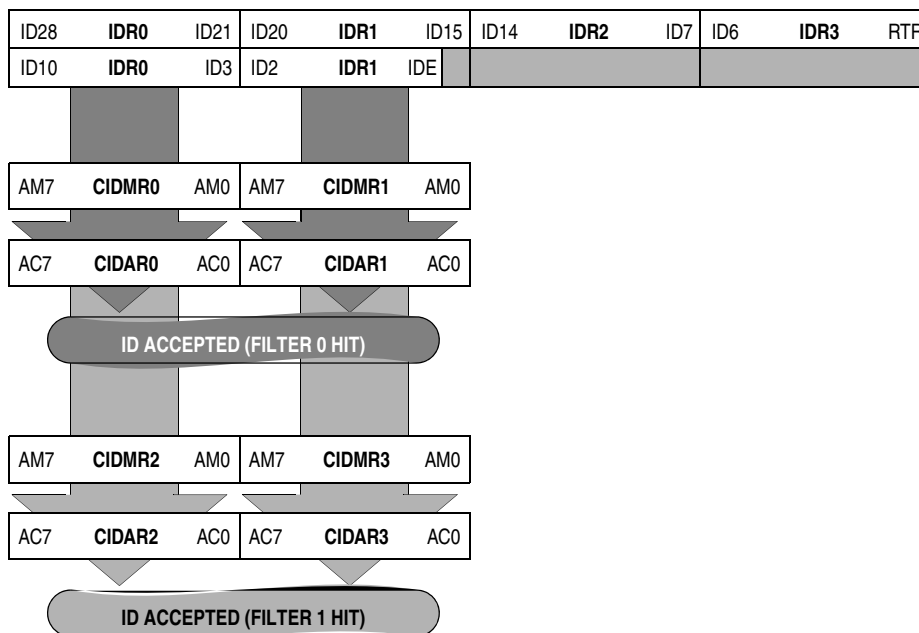 ID28 IDR0 ID21 ID20 IDR1 ID15 ID14 IDR2 ID7 ID6 IDR3 RTR
ID10 IDR0 ID3 ID2 IDR1 IDE
AM7 CIDMR0 AM0 AM7 CIDMR1 AM0
AC7 CIDAR0 AC0 AC7 CIDAR1 AC0
ID ACCEPTED (FILTER 0 HIT)
AM7 CIDMR2 AM0 AM7 CIDMR3 AM0
AC7 CIDAR2 AC0 AC7 CIDAR3 AC0
ID ACCEPTED (FILTER 1 HIT)